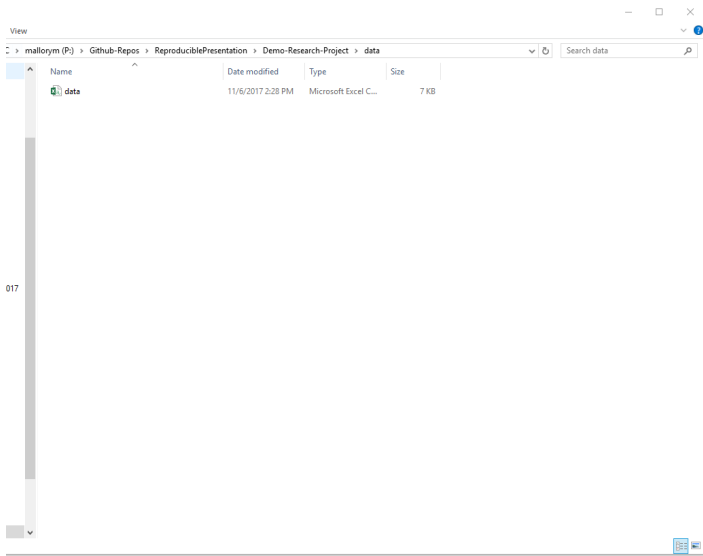 View
mallorym (P:) > Github-Repos > ReproduciblePresentation > Demo-Research-Project > data
Search data
Name Date modified Type Size
data 11/6/2017 2:28 PM Microsoft Excel C... 7 KB
017